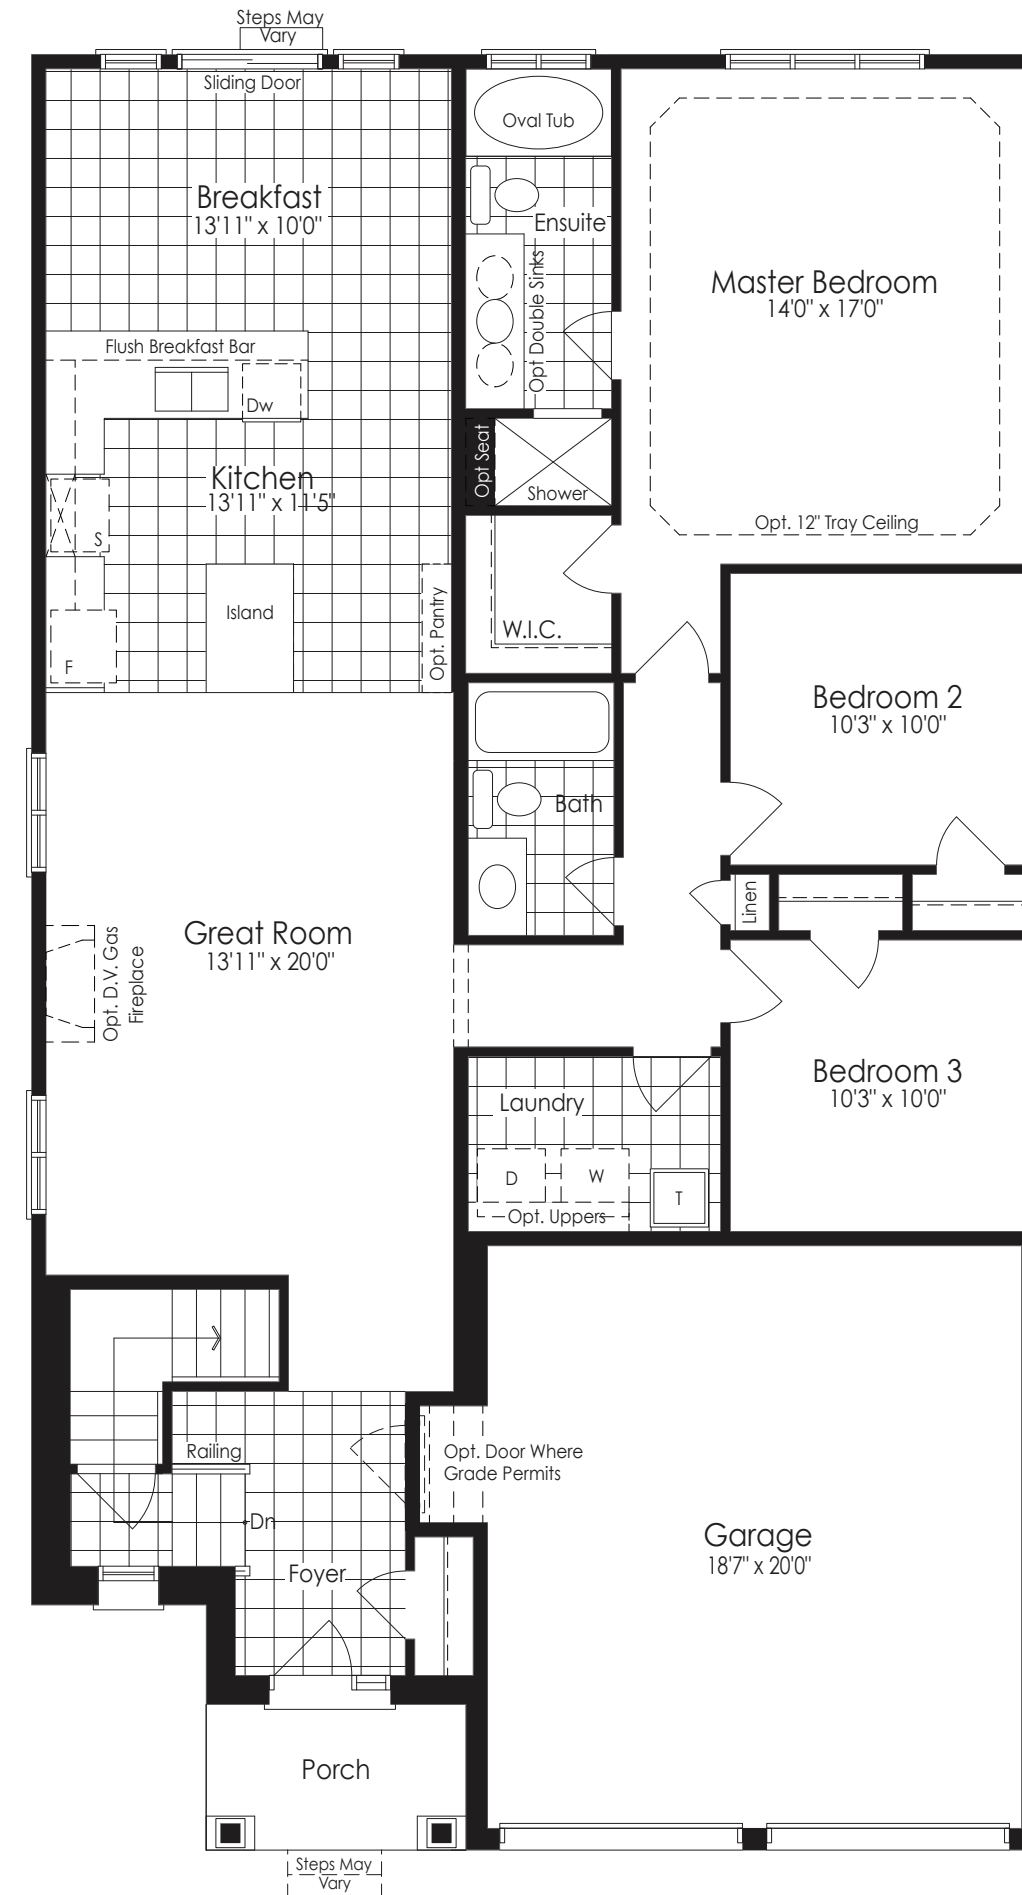 Steps May
Vary
Sliding Door
Oval Tub
Breakfast
13'11" x 10'0"
Ensuite
Opt Double Sinks
Master Bedroom
14'0" x 17'0"
Flush Breakfast Bar
Dw
Kitchen
13'11" x 11'5"
Opt Seat
Shower
Opt. 12" Tray Ceiling
S
Island
Opt. Pantry
F
W.I.C.
Bedroom 2
10'3" x 10'0"
Bath
Linen
Great Room
13'11" x 20'0"
Opt. D.V. Gas
Fireplace
Bedroom 3
10'3" x 10'0"
Laundry
D
W
T
Opt. Uppers
Railing
Opt. Door Where
Grade Permits
Dn
Foyer
Garage
18'7" x 20'0"
Porch
Steps May
Vary